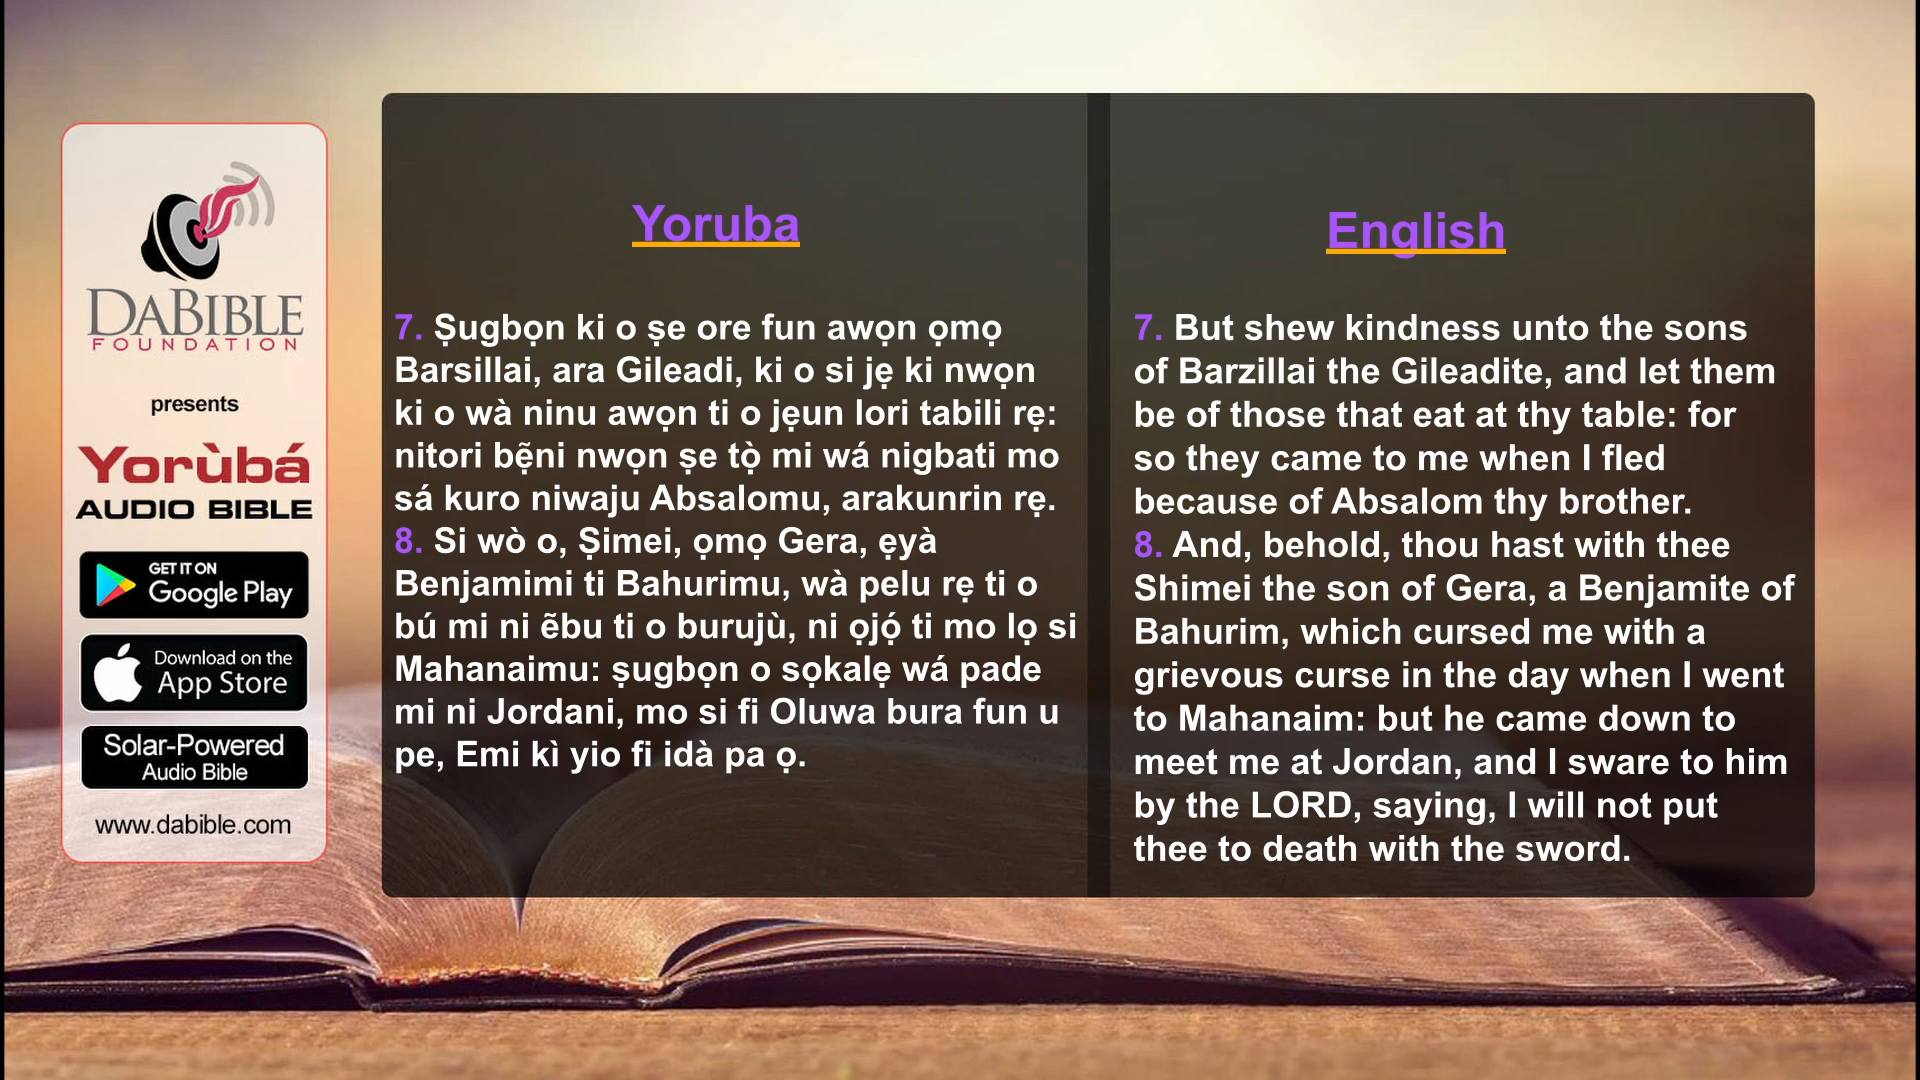 DABIBLE
FOUNDATION
presents
Yorùbá
AUDIO BIBLE
GET IT ON
Google Play
Download on the
App Store
Solar-Powered
Audio Bible
www.dabible.com
Yoruba
7. Ṣugbọn ki o ṣe ore fun awọn ọmọ
Barsillai, ara Gileadi, ki o si jẹ ki nwọn
ki o wà ninu awọn ti o jẹun lori tabili rẹ:
nitori bẹ̃ni nwọn ṣe tọ̀ mi wá nigbati mo
sá kuro niwaju Absalomu, arakunrin rẹ.
8. Si wò o, Ṣimei, ọmọ Gera, ẹyà
Benjamimi ti Bahurimu, wà pelu rẹ ti o
bú mi ni ẽbu ti o burujù, ni ọjọ́ ti mo lọ si
Mahanaimu: ṣugbọn o sọkalẹ wá pade
mi ni Jordani, mo si fi Oluwa bura fun u
pe, Emi kì yio fi idà pa ọ.
English
7. But shew kindness unto the sons
of Barzillai the Gileadite, and let them
be of those that eat at thy table: for
so they came to me when I fled
because of Absalom thy brother.
8. And, behold, thou hast with thee
Shimei the son of Gera, a Benjamite of
Bahurim, which cursed me with a
grievous curse in the day when I went
to Mahanaim: but he came down to
meet me at Jordan, and I sware to him
by the LORD, saying, I will not put
thee to death with the sword.